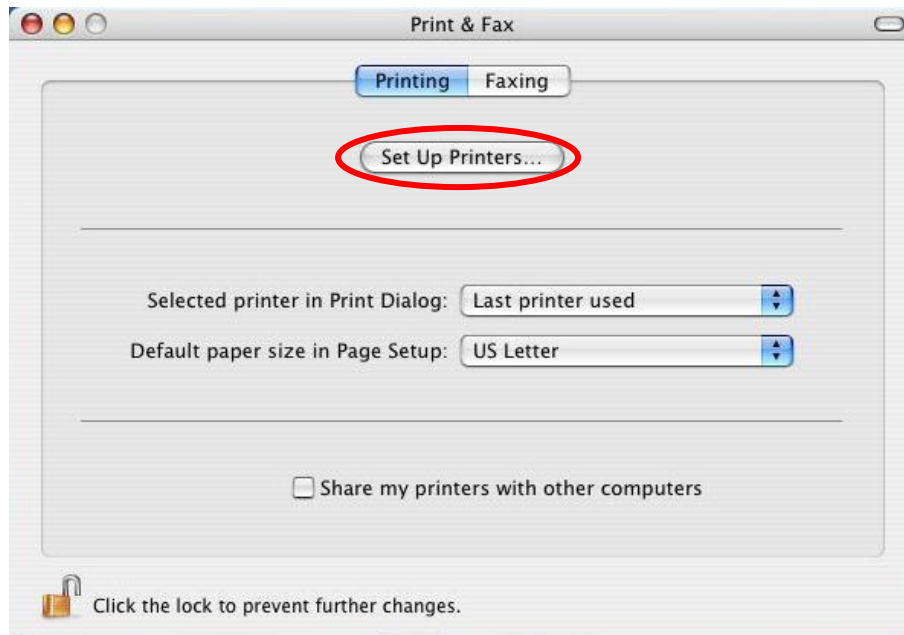 Print & Fax
Printing Faxing
Set Up Printers...
Selected printer in Print Dialog: Last printer used
Default paper size in Page Setup: US Letter
Share my printers with other computers
Click the lock to prevent further changes.